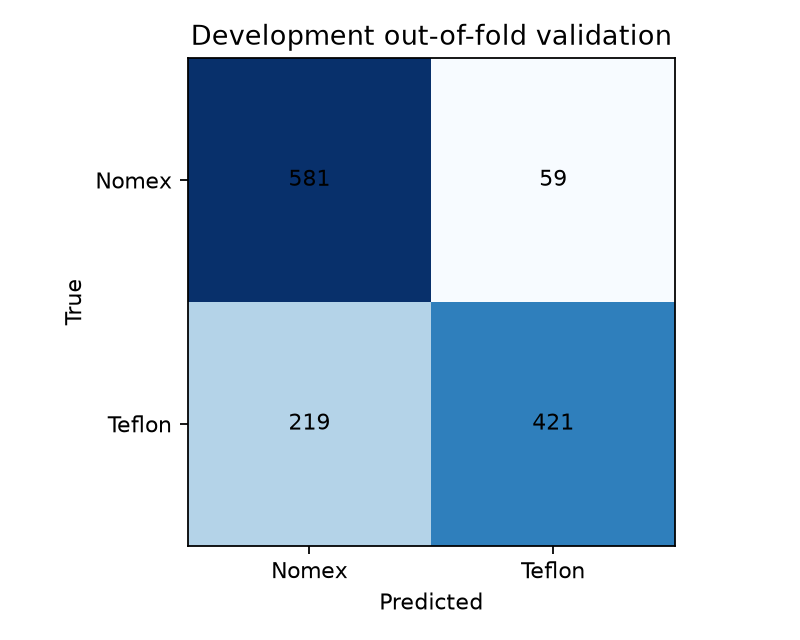 Development out-of-fold validation
Nomex
581
59
True
Teflon
219
421
Nomex
Teflon
Predicted